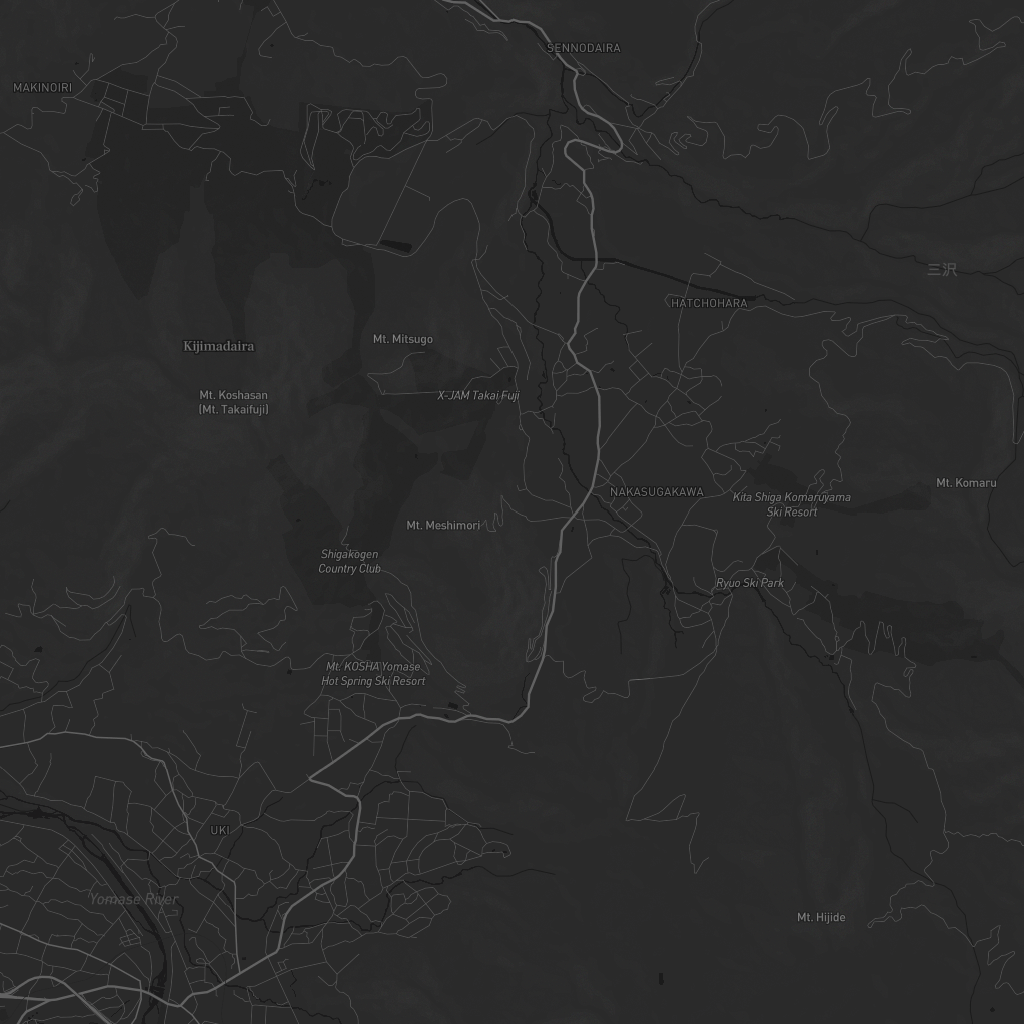 SENNODAIRA
MAKINOIRI
三沢
HATCHOHARA
Mt. Mitsugo
Kijimadaira
Mt. Koshasan
(Mt. Takaifuji)
X-JAM Takai Fuji
Mt. Komaru
NAKASUGAKAWA
Kita Shiga Komaruyama
Ski Resort
Mt. Meshimori
Shigakogen
Country Club
Ryuo Ski Park
Mt. KOSHA Yomase
Hot Spring Ski Resort
UKI
Yomase River
Mt. Hijide